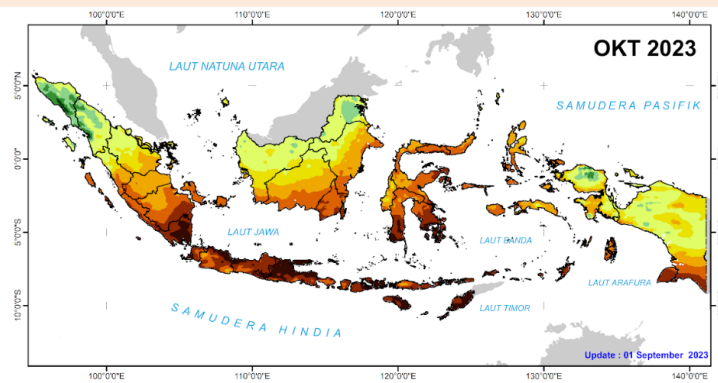 100°0'0"E 110°0'0"E 120°0'0"E 130°0'0"E 140°0'0"E
OKT 2023
LAUT NATUNA UTARA
5°0'0"N
SAMUDERA PASIFIK
0°0'0"
5°0'0"S
LAUT JAWA
LAUT BANDA
LAUT ARAFURA
10°0'0"S
SAMUDERA HINDIA
LAUT TIMOR
Update : 01 September 2023
100°0'0"E 110°0'0"E 120°0'0"E 130°0'0"E 140°0'0"E